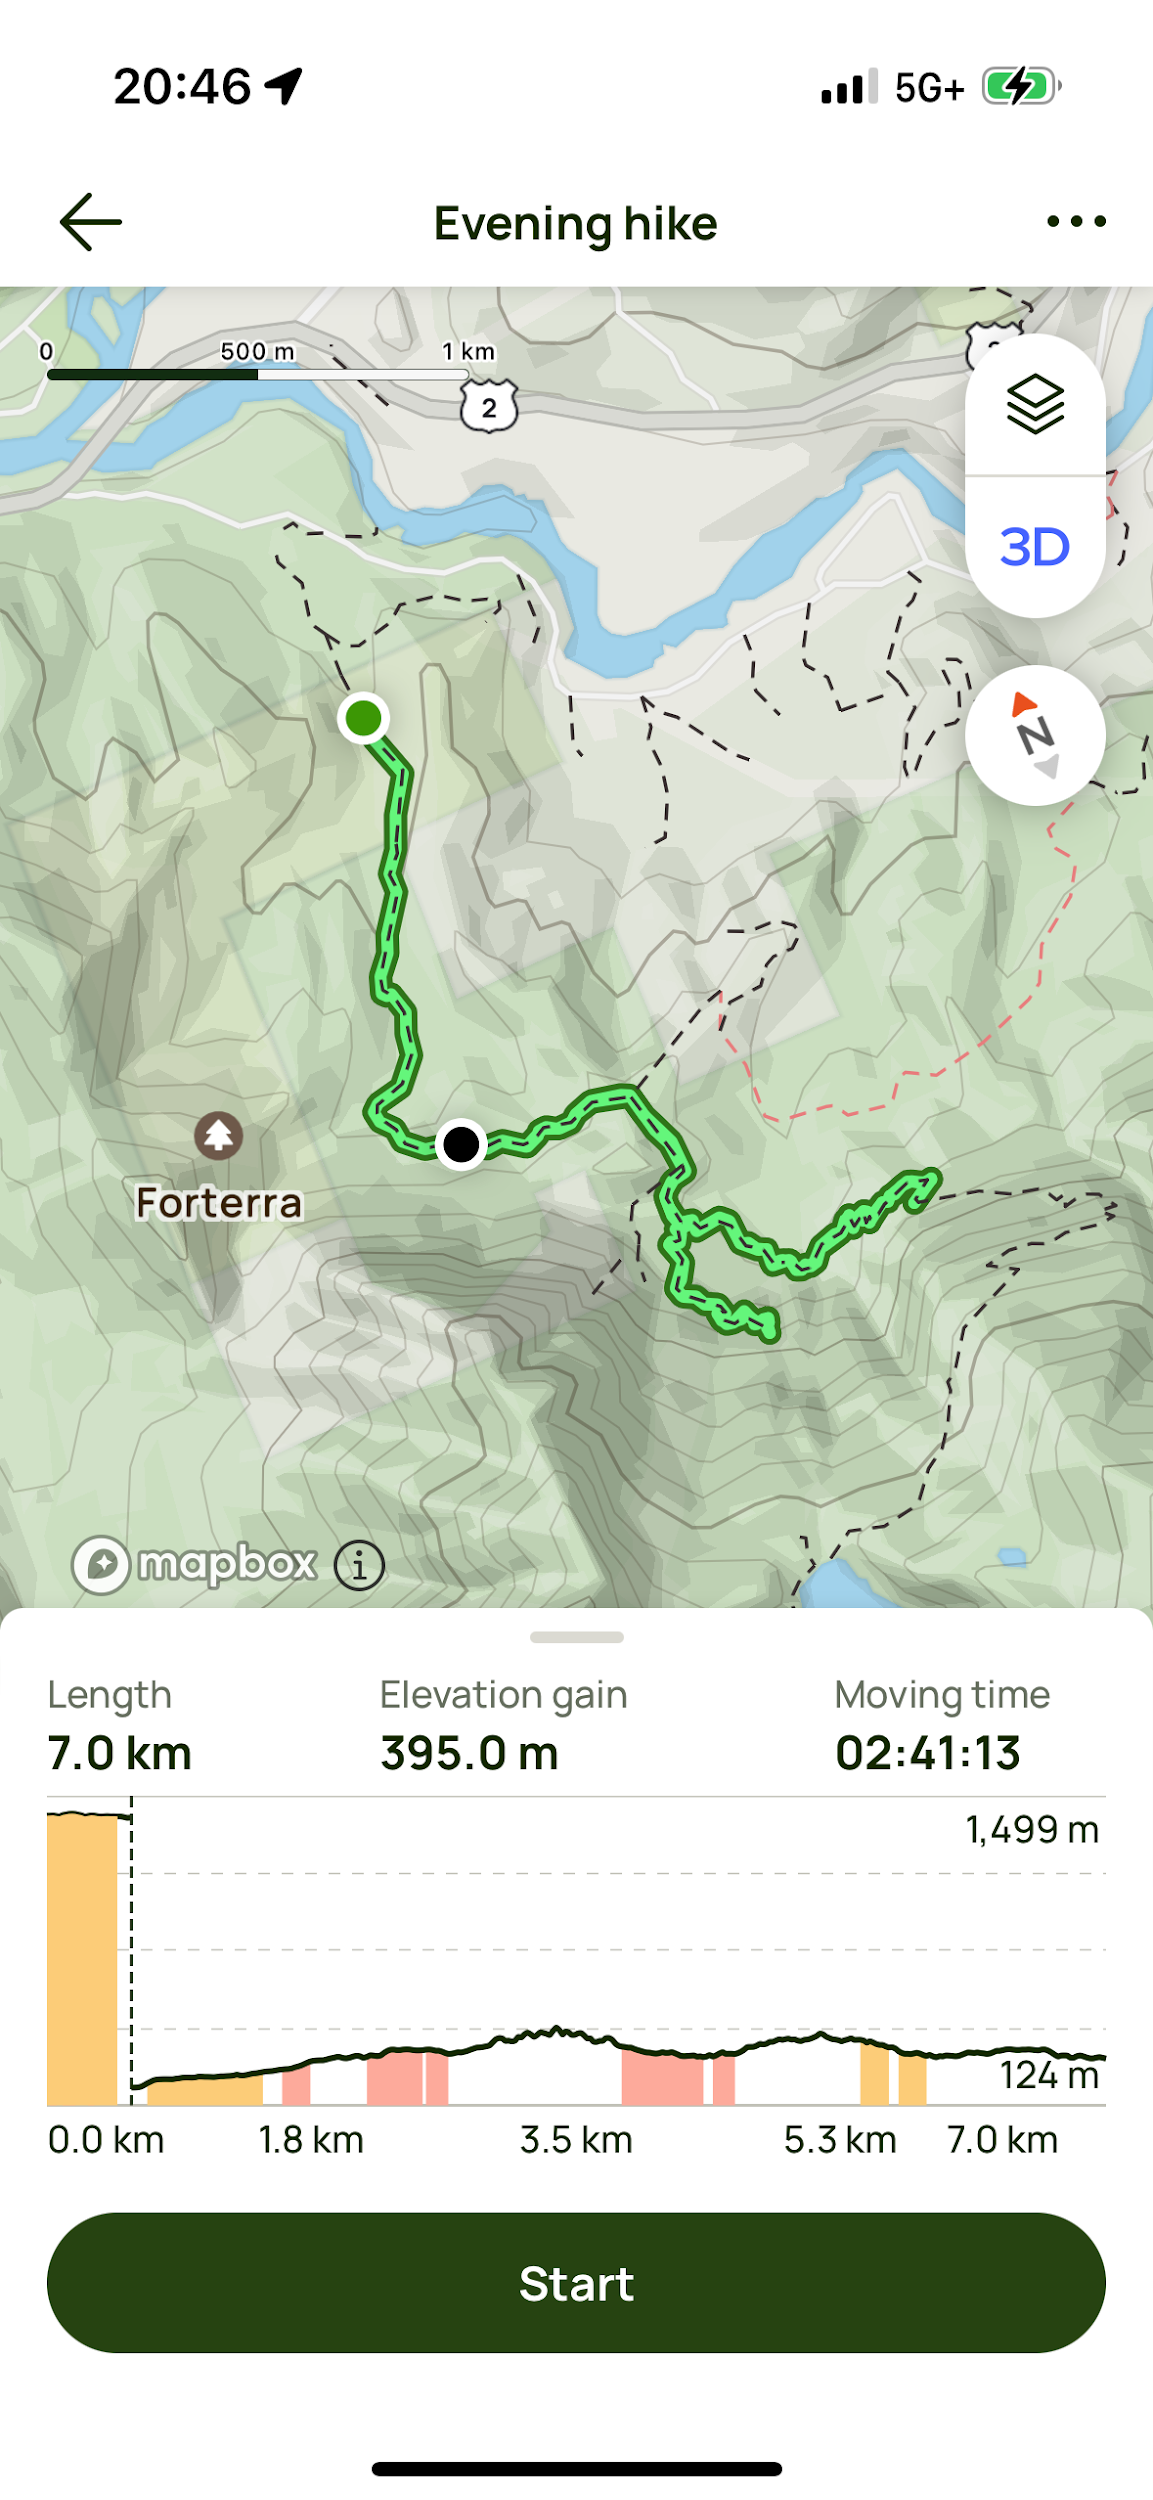 20:46
5G+
Evening hike
0 500 m 1 km
2
3D
N
Forterra
mapbox
Length Elevation gain Moving time
7.0 km 395.0 m 02:41:13
1,499 m
124 m
0.0 km 1.8 km 3.5 km 5.3 km 7.0 km
Start